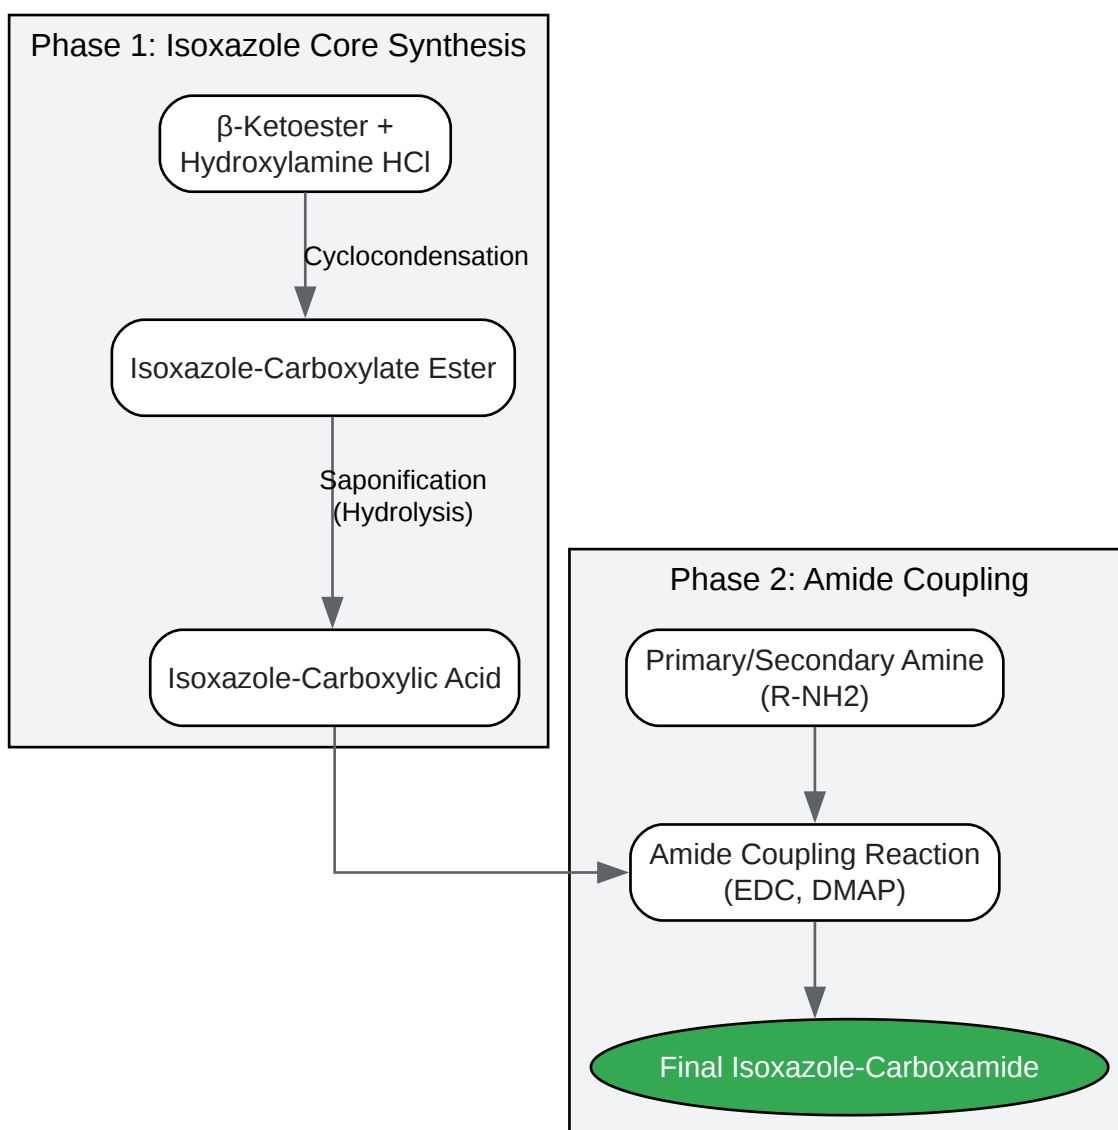 Phase 1: Isoxazole Core Synthesis
β-Ketoester +
Hydroxylamine HCl
Cyclocondensation
Isoxazole-Carboxylate Ester
Saponification
(Hydrolysis)
Isoxazole-Carboxylic Acid
Phase 2: Amide Coupling
Primary/Secondary Amine
(R-NH2)
Amide Coupling Reaction
(EDC, DMAP)
Final Isoxazole-Carboxamide